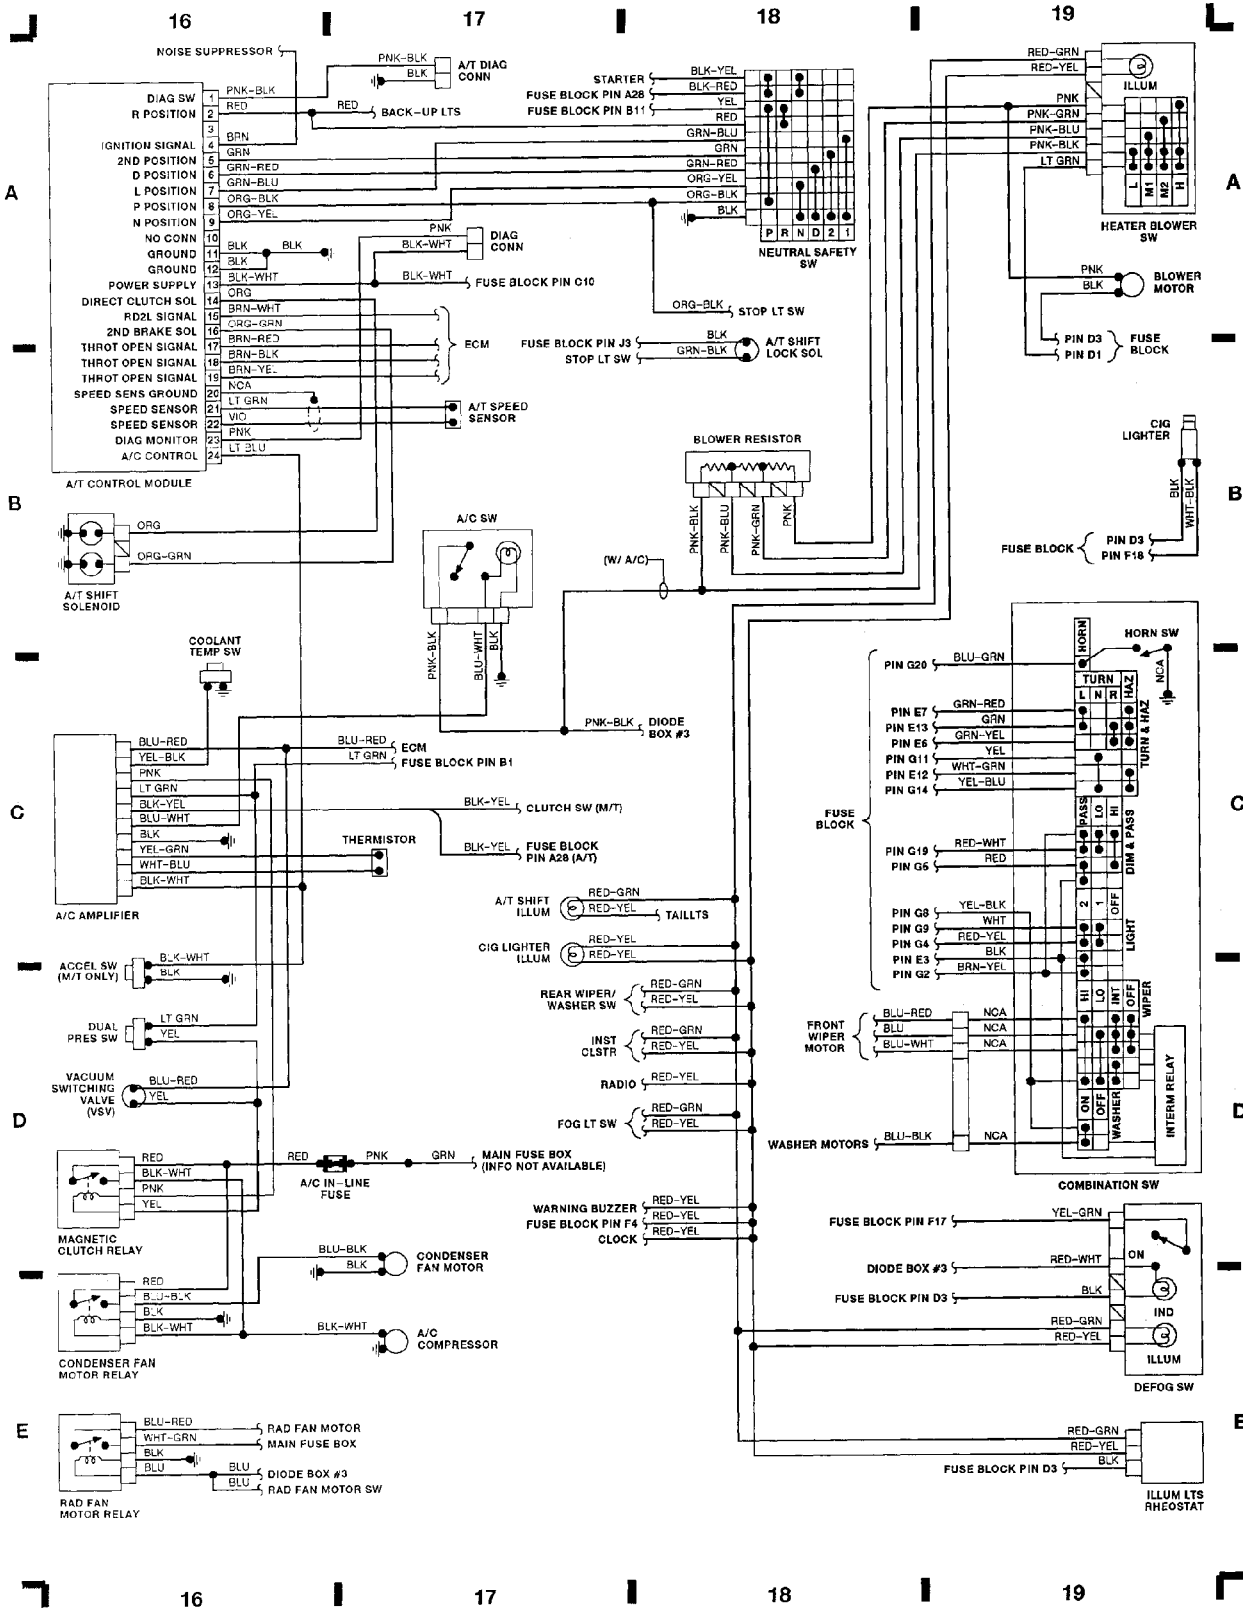 16 17 18 19
NOISE SUPPRESSOR
PNK-BLK
BLK
A/T DIAG
CONN
DIAG SW 1 PNK-BLK
R POSITION 2 RED
RED
BACK-UP LTS
3
IGNITION SIGNAL 4 BRN
2ND POSITION 5 GRN
D POSITION 6 GRN-RED
L POSITION 7 GRN-BLU
P POSITION 8 ORG-BLK
N POSITION 9 ORG-YEL
NO CONN 10
GROUND 11 BLK BLK
GROUND 12 BLK
POWER SUPPLY 13 BLK-WHT
DIRECT CLUTCH SOL 14 ORG
RD2L SIGNAL 15 BRN-WHT
2ND BRAKE SOL 16 ORG-GRN
THROT OPEN SIGNAL 17 BRN-RED
THROT OPEN SIGNAL 18 BRN-BLK
THROT OPEN SIGNAL 19 BRN-YEL
SPEED SENS GROUND 20 NCA
SPEED SENSOR 21 LT GRN
SPEED SENSOR 22 VIO
DIAG MONITOR 23 PNK
A/C CONTROL 24 LT BLU
A/T CONTROL MODULE
PNK
BLK-WHT
DIAG
CONN
BLK-WHT FUSE BLOCK PIN C10
ECM
A/T SPEED
SENSOR
STARTER BLK-YEL
FUSE BLOCK PIN A28 BLK-RED
FUSE BLOCK PIN B11 YEL
RED
GRN-BLU
GRN
GRN-RED
ORG-YEL
ORG-BLK
BLK
P R N D 2 1
NEUTRAL SAFETY
SW
ORG-BLK STOP LT SW
FUSE BLOCK PIN J3 BLK
STOP LT SW GRN-BLK
A/T SHIFT
LOCK SOL
RED-GRN
RED-YEL
ILLUM
PNK
PNK-GRN
PNK-BLU
PNK-BLK
LT GRN
L M1 M2 H
HEATER BLOWER
SW
PNK
BLK
BLOWER
MOTOR
PIN D3
PIN D1
FUSE
BLOCK
A A
CIG
LIGHTER
BLK
WHT-BLK
FUSE BLOCK
PIN D3
PIN F18
BLOWER RESISTOR
PNK-BLK
PNK-BLU
PNK-GRN
PNK
(W/ A/C)
B B
ORG
ORG-GRN
A/T SHIFT
SOLENOID
A/C SW
PNK-BLK
BLU-WHT
BLK
COOLANT
TEMP SW
PNK-BLK DIODE
BOX #3
BLU-RED
YEL-BLK
PNK
LT GRN
BLK-YEL
BLU-WHT
BLK
YEL-GRN
WHT-BLU
BLK-WHT
A/C AMPLIFIER
BLU-RED ECM
LT GRN FUSE BLOCK PIN B1
BLK-YEL CLUTCH SW (M/T)
BLK-YEL FUSE BLOCK
PIN A28 (A/T)
THERMISTOR
C C
FUSE
BLOCK
PIN G20 BLU-GRN
PIN E7 GRN-RED
PIN E13 GRN
PIN E6 GRN-YEL
PIN G11 YEL
PIN E12 WHT-GRN
PIN G14 YEL-BLU
PIN G19 RED-WHT
PIN G5 RED
PIN G8 YEL-BLK
PIN G9 WHT
PIN G4 RED-YEL
PIN E3 BLK
PIN G2 BRN-YEL
HORN
HORN SW
NCA
TURN
L N R HAZ
TURN & HAZ
PASS LO HI
DIM & PASS
2 1 OFF
LIGHT
HI LO INT OFF
WIPER
ON OFF WASHER
INTERM RELAY
COMBINATION SW
FRONT
WIPER
MOTOR
BLU-RED NCA
BLU NCA
BLU-WHT NCA
WASHER MOTORS BLU-BLK NCA
A/T SHIFT
ILLUM
RED-GRN
RED-YEL TAILLTS
CIG LIGHTER
ILLUM
RED-YEL
RED-YEL
REAR WIPER/
WASHER SW
RED-GRN
RED-YEL
INST
CLSTR
RED-GRN
RED-YEL
RADIO RED-YEL
FOG LT SW
RED-GRN
RED-YEL
WARNING BUZZER RED-YEL
FUSE BLOCK PIN F4 RED-YEL
CLOCK RED-YEL
ACCEL SW
(M/T ONLY)
BLK-WHT
BLK
DUAL
PRES SW
LT GRN
YEL
VACUUM
SWITCHING
VALVE
(VSV)
BLU-RED
YEL
D D
RED
BLK-WHT
PNK
YEL
MAGNETIC
CLUTCH RELAY
RED PNK GRN
A/C IN-LINE
FUSE
MAIN FUSE BOX
(INFO NOT AVAILABLE)
BLU-BLK
BLK
CONDENSER
FAN MOTOR
RED
BLU-BLK
BLK
BLK-WHT
CONDENSER FAN
MOTOR RELAY
BLK-WHT
A/C
COMPRESSOR
FUSE BLOCK PIN F17 YEL-GRN
DIODE BOX #3 RED-WHT
FUSE BLOCK PIN D3 BLK
RED-GRN
RED-YEL
ON
IND
ILLUM
DEFOG SW
E E
BLU-RED RAD FAN MOTOR
WHT-GRN MAIN FUSE BOX
BLK
BLU BLU DIODE BOX #3
BLU RAD FAN MOTOR SW
RAD FAN
MOTOR RELAY
RED-GRN
RED-YEL
FUSE BLOCK PIN D3 BLK
ILLUM LTS
RHEOSTAT
16 17 18 19